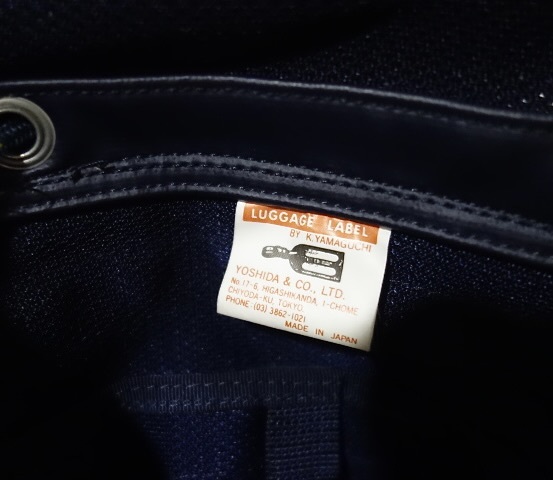 LUGGAGE LABEL
BY K.YAMAGUCHI
YOSHIDA & CO., LTD.
No.17-6, HIGASHIKANDA, 1-CHOME
CHIYODA-KU, TOKYO.
PHONE (03) 3862-1021
MADE IN JAPAN